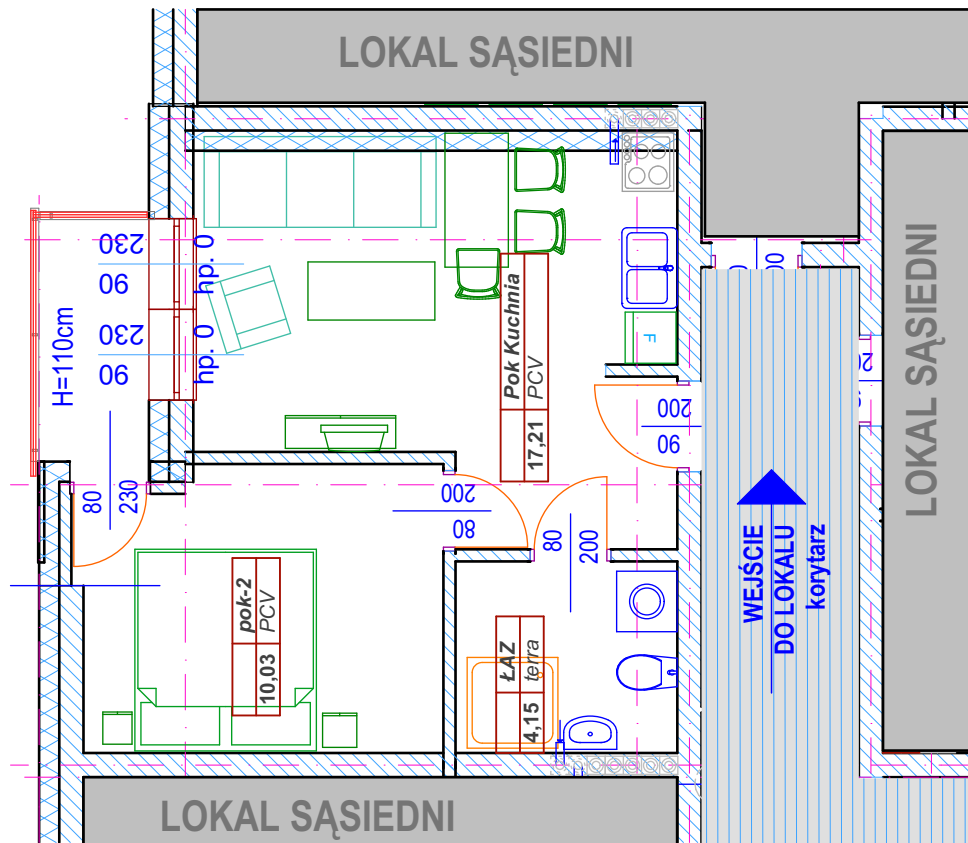 LOKAL SĄSIEDNI
230
90
hp. 0
230
90
hp. 0
H=110cm
Pok Kuchnia
PCV
17,21
F
200
90
LOKAL SĄSIEDNI
80
230
200
80
80
200
WEJŚCIE
DO LOKALU
korytarz
pok-2
PCV
10,03
ŁAZ
terra
4,15
LOKAL SĄSIEDNI